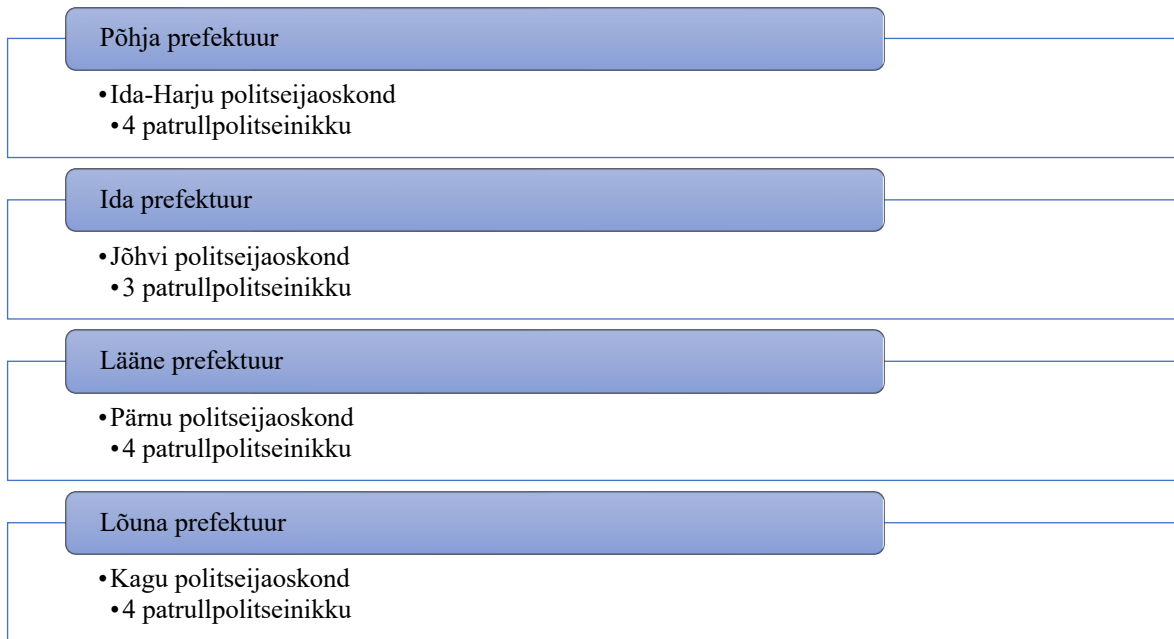 Põhja prefektuur
•Ida-Harju politseijaoskond
•4 patrullpolitseinikku
Ida prefektuur
•Jõhvi politseijaoskond
•3 patrullpolitseinikku
Lääne prefektuur
•Pärnu politseijaoskond
•4 patrullpolitseinikku
Lõuna prefektuur
•Kagu politseijaoskond
•4 patrullpolitseinikku